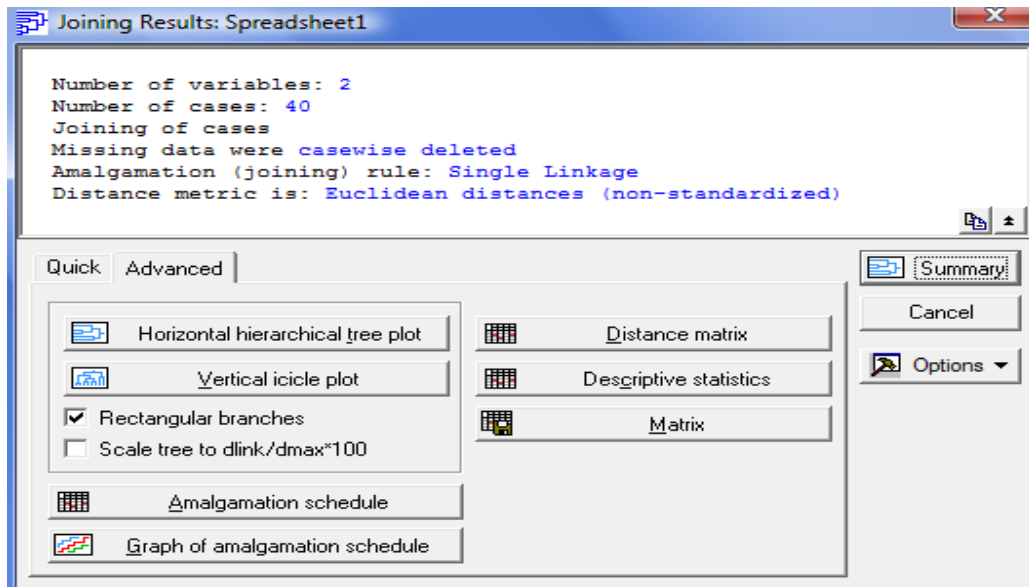 Joining Results: Spreadsheet1
Number of variables: 2
Number of cases: 40
Joining of cases
Missing data were casewise deleted
Amalgamation (joining) rule: Single Linkage
Distance metric is: Euclidean distances (non-standardized)
Quick Advanced
Summary
Cancel
Options
Horizontal hierarchical tree plot
Distance matrix
Vertical icicle plot
Descriptive statistics
Rectangular branches
Matrix
Scale tree to dlink/dmax*100
Amalgamation schedule
Graph of amalgamation schedule